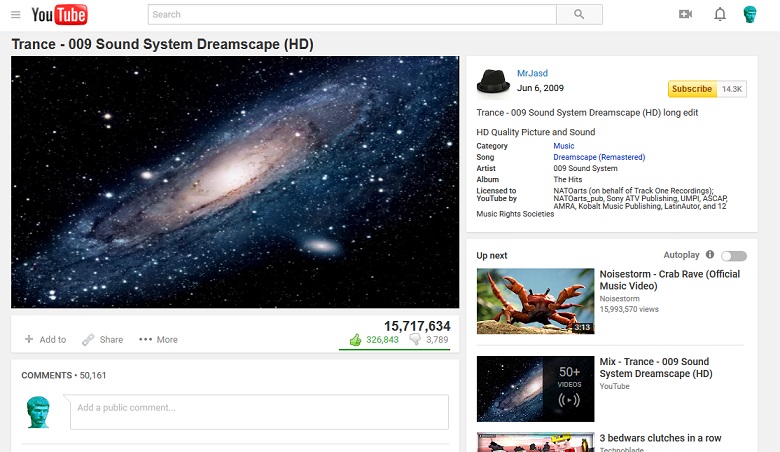 YouTube
Search
Trance - 009 Sound System Dreamscape (HD)
MrJasd
Jun 6, 2009
Subscribe 14.3K
Trance - 009 Sound System Dreamscape (HD) long edit
HD Quality Picture and Sound
Category Music
Song Dreamscape (Remastered)
Artist 009 Sound System
Album The Hits
Licensed to YouTube by NATOarts (on behalf of Track One Recordings);
NATOarts_pub, Sony ATV Publishing, UMPI, ASCAP,
AMRA, Kobalt Music Publishing, LatinAutor, and 12
Music Rights Societies
15,717,634
Add to Share More 326,843 3,789
COMMENTS • 50,161
Add a public comment...
Up next Autoplay
3:13
Noisestorm - Crab Rave (Official
Music Video)
Noisestorm
15,993,570 views
50+
VIDEOS
Mix - Trance - 009 Sound
System Dreamscape (HD)
YouTube
3 bedwars clutches in a row
Technoblade